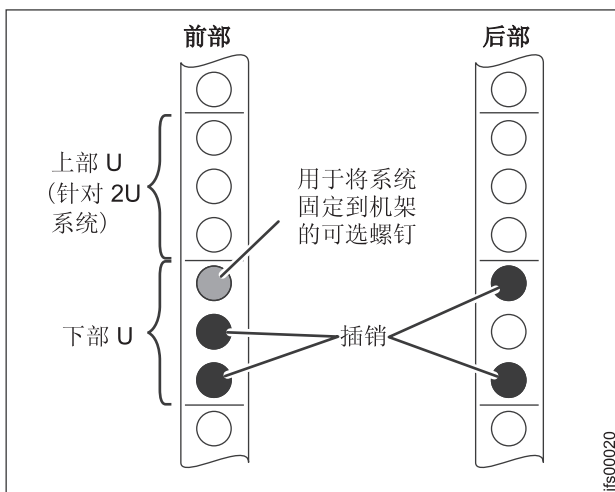 前部
后部
上部 U
(针对 2U
系统)
用于将系统
固定到机架
的可选螺钉
下部 U
插销
ifs00020